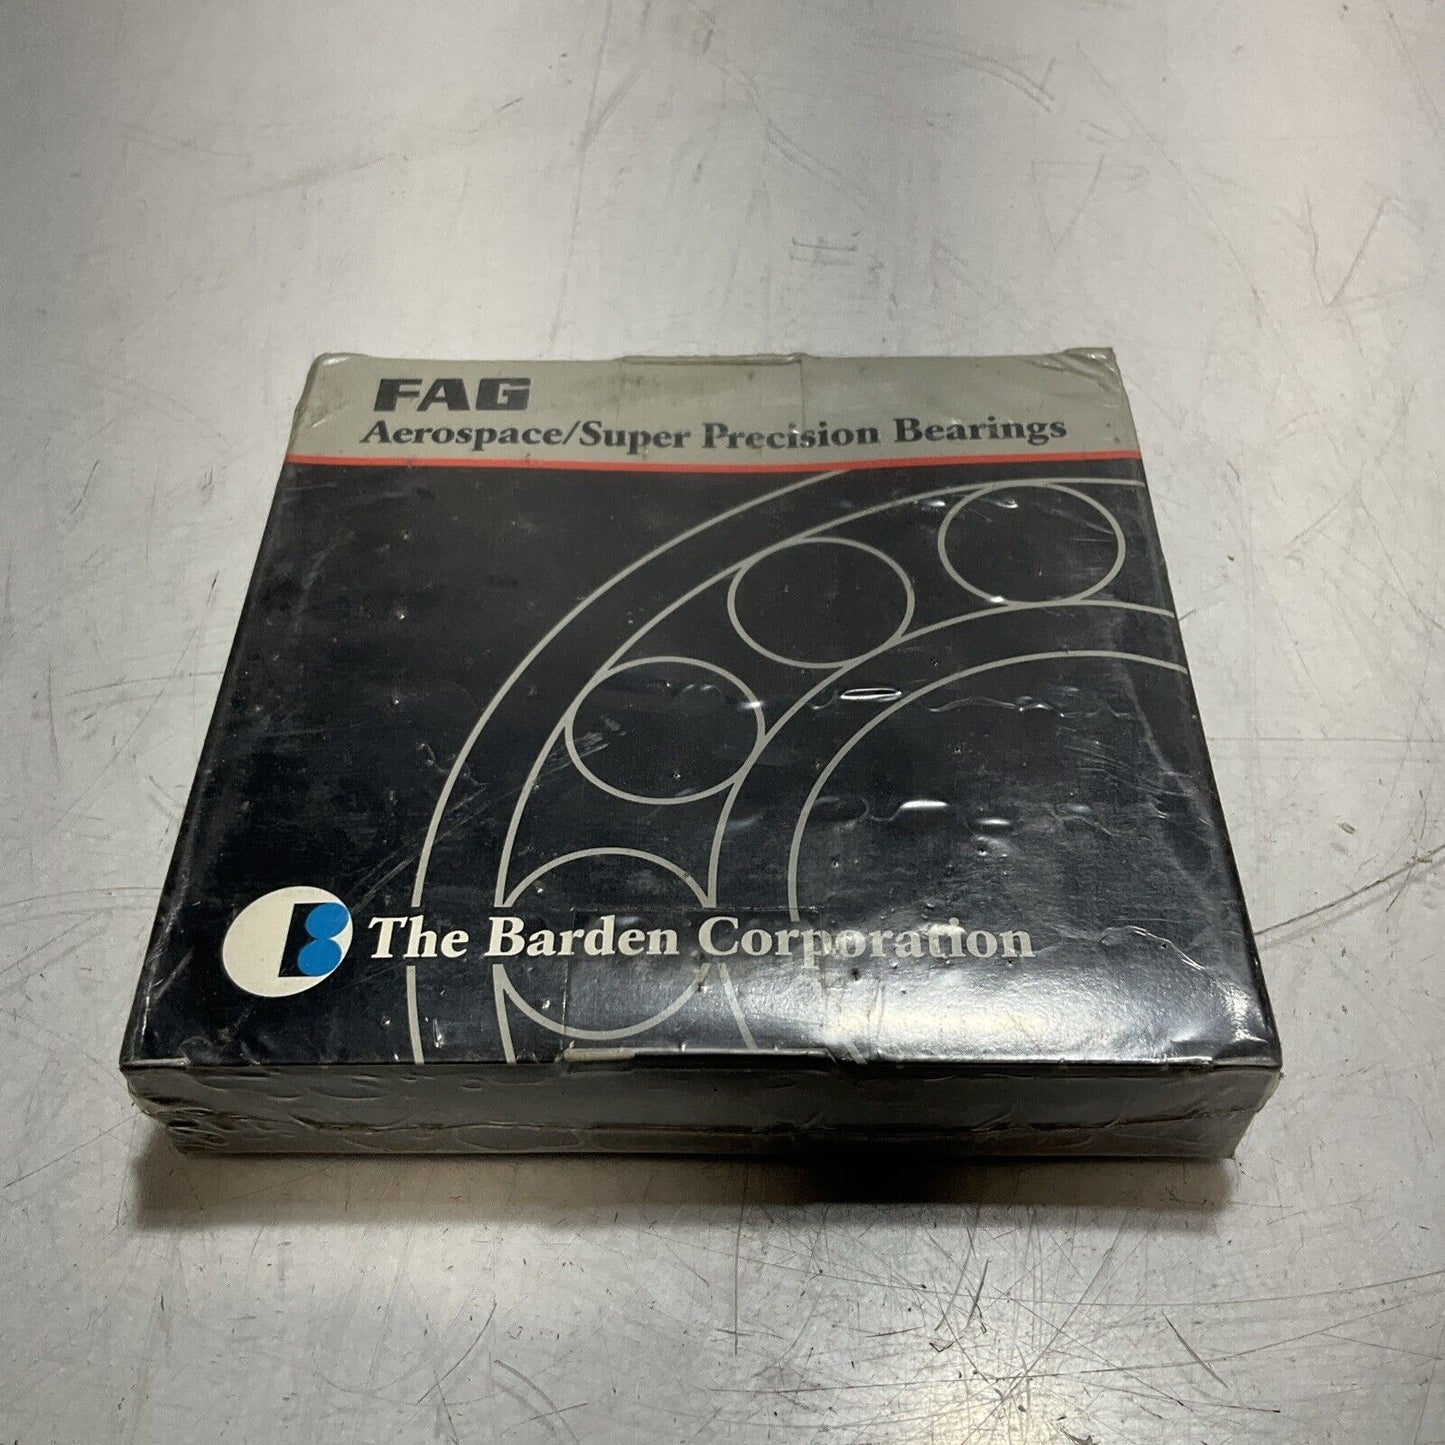 FAG
Aerospace/Super Precision Bearings
The Barden Corporation